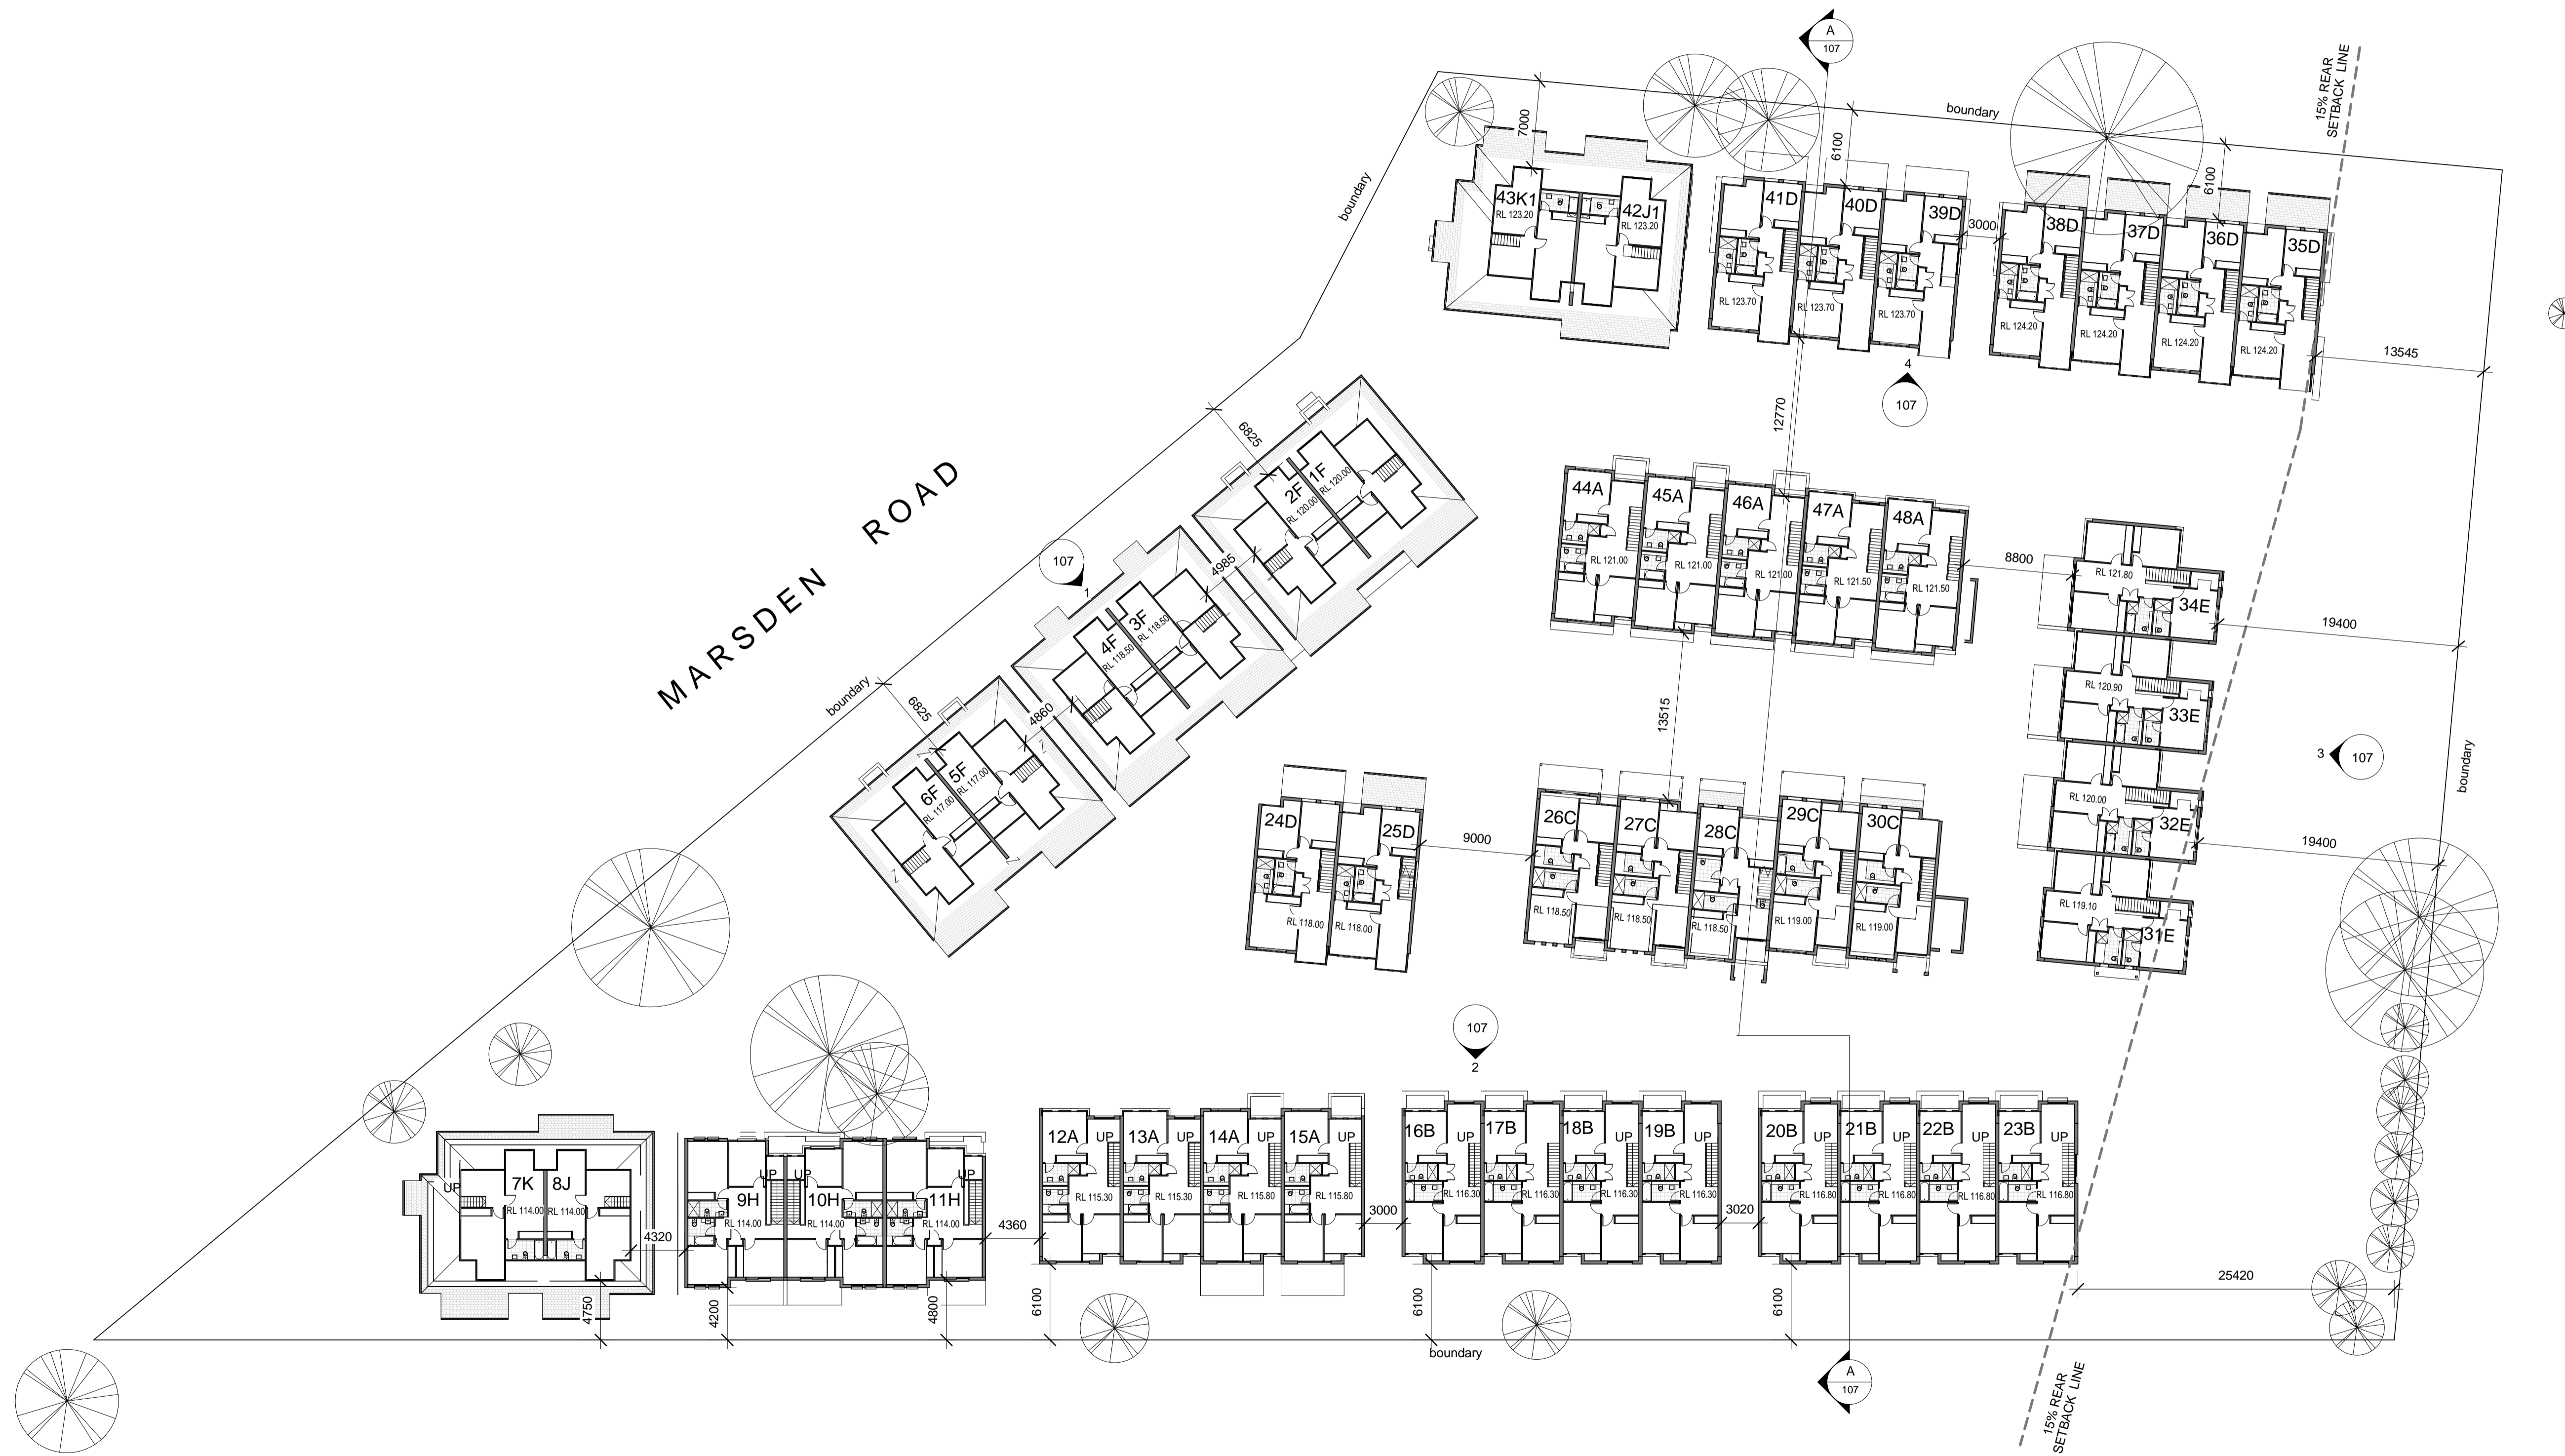 A
107
15% REAR
SETBACK LINE
boundary
7000
6100
6100
boundary
43K1
RL 123.20
42J1
RL 123.20
41D
40D
39D
3000
38D
37D
36D
35D
RL 123.70
RL 123.70
RL 123.70
RL 124.20
RL 124.20
RL 124.20
RL 124.20
13545
4
107
12770
MARSDEN ROAD
6825
1F
RL 120.00
2F
RL 120.00
107
1
4985
3F
RL 118.50
4F
RL 118.50
boundary
6825
4860
5F
RL 117.00
6F
RL 117.00
Z
Z
Z
Z
44A
45A
46A
47A
48A
RL 121.00
RL 121.00
RL 121.00
RL 121.50
RL 121.50
8800
RL 121.80
34E
19400
RL 120.90
33E
3
107
boundary
RL 120.00
32E
19400
RL 119.10
31E
13515
24D
25D
RL 118.00
RL 118.00
9000
26C
27C
28C
29C
30C
RL 118.50
RL 118.50
RL 118.50
RL 119.00
RL 119.00
107
2
UP
7K
8J
RL 114.00
RL 114.00
4320
UP
UP
UP
9H
10H
11H
RL 114.00
RL 114.00
RL 114.00
4360
12A
UP
13A
UP
14A
UP
15A
UP
RL 115.30
RL 115.30
RL 115.80
RL 115.80
3000
16B
UP
17B
UP
18B
UP
19B
UP
RL 116.30
RL 116.30
RL 116.30
RL 116.30
3020
20B
UP
21B
UP
22B
UP
23B
UP
RL 116.80
RL 116.80
RL 116.80
RL 116.80
25420
4750
4200
4800
6100
6100
6100
boundary
A
107
15% REAR
SETBACK LINE